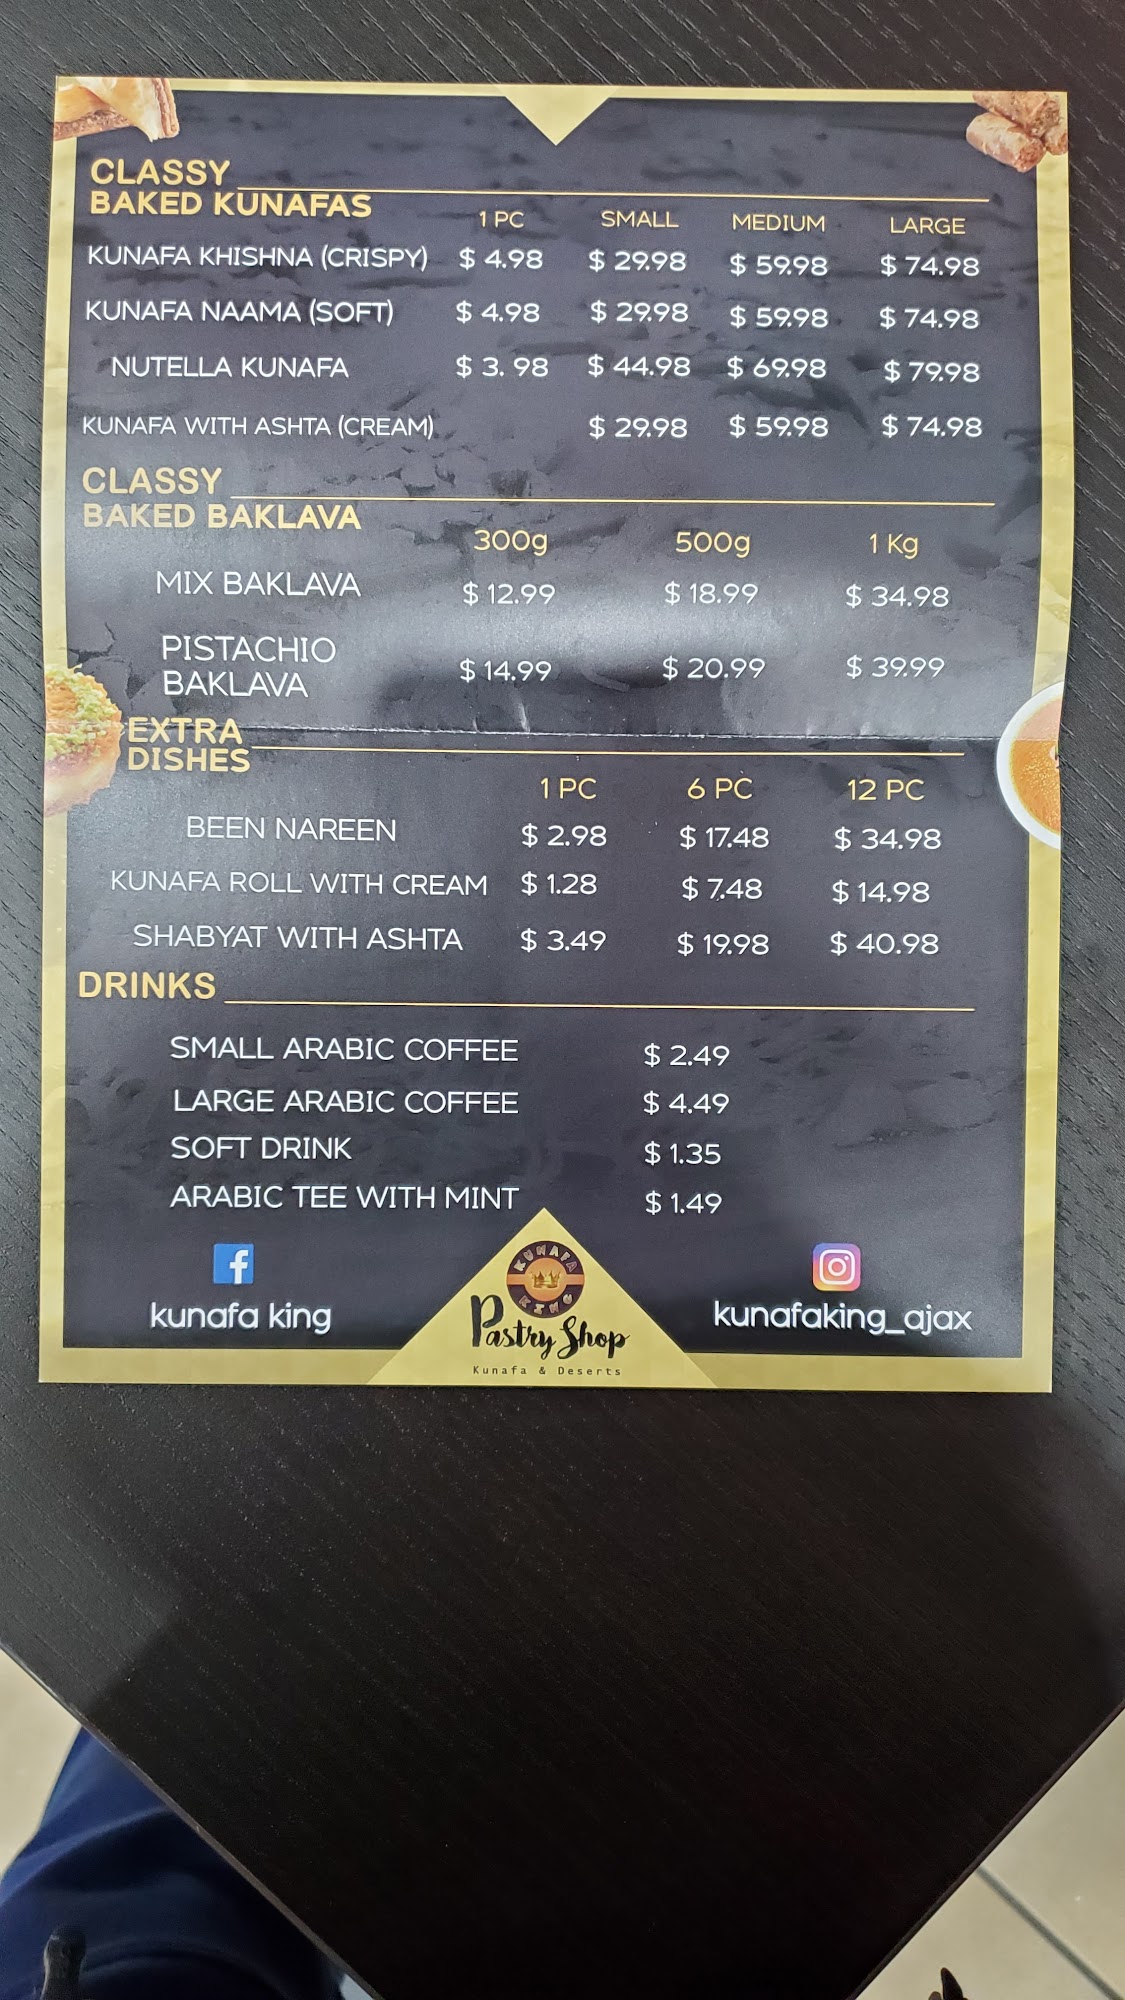 CLASSY
BAKED KUNAFAS
1 PC SMALL MEDIUM LARGE
KUNAFA KHISHNA (CRISPY) $ 4.98 $ 29.98 $ 59.98 $ 74.98
KUNAFA NAAMA (SOFT) $ 4.98 $ 29.98 $ 59.98 $ 74.98
NUTELLA KUNAFA $ 3. 98 $ 44.98 $ 69.98 $ 79.98
KUNAFA WITH ASHTA (CREAM) $ 29.98 $ 59.98 $ 74.98
CLASSY
BAKED BAKLAVA
300g 500g 1 Kg
MIX BAKLAVA $ 12.99 $ 18.99 $ 34.98
PISTACHIO
BAKLAVA $ 14.99 $ 20.99 $ 39.99
EXTRA
DISHES
1 PC 6 PC 12 PC
BEEN NAREEN $ 2.98 $ 17.48 $ 34.98
KUNAFA ROLL WITH CREAM $ 1.28 $ 7.48 $ 14.98
SHABYAT WITH ASHTA $ 3.49 $ 19.98 $ 40.98
DRINKS
SMALL ARABIC COFFEE $ 2.49
LARGE ARABIC COFFEE $ 4.49
SOFT DRINK $ 1.35
ARABIC TEE WITH MINT $ 1.49
KUNAFA
KING
kunafa king
Pastry Shop
kunafaking_ajax
Kunafa & Deserts